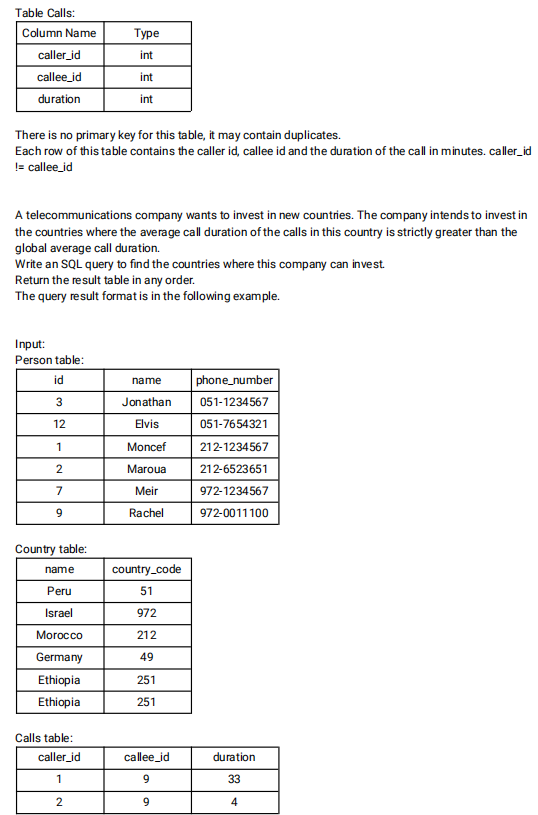 Table Calls:
Column Name Type
caller_id int
callee_id int
duration int
There is no primary key for this table, it may contain duplicates.
Each row of this table contains the caller id, callee id and the duration of the call in minutes. caller_id
!= callee_id
A telecommunications company wants to invest in new countries. The company intends to invest in
the countries where the average call duration of the calls in this country is strictly greater than the
global average call duration.
Write an SQL query to find the countries where this company can invest.
Return the result table in any order.
The query result format is in the following example.
Input:
Person table:
id name phone_number
3 Jonathan 051-1234567
12 Elvis 051-7654321
1 Moncef 212-1234567
2 Maroua 212-6523651
7 Meir 972-1234567
9 Rachel 972-0011100
Country table:
name country_code
Peru 51
Israel 972
Morocco 212
Germany 49
Ethiopia 251
Ethiopia 251
Calls table:
caller_id callee_id duration
1 9 33
2 9 4